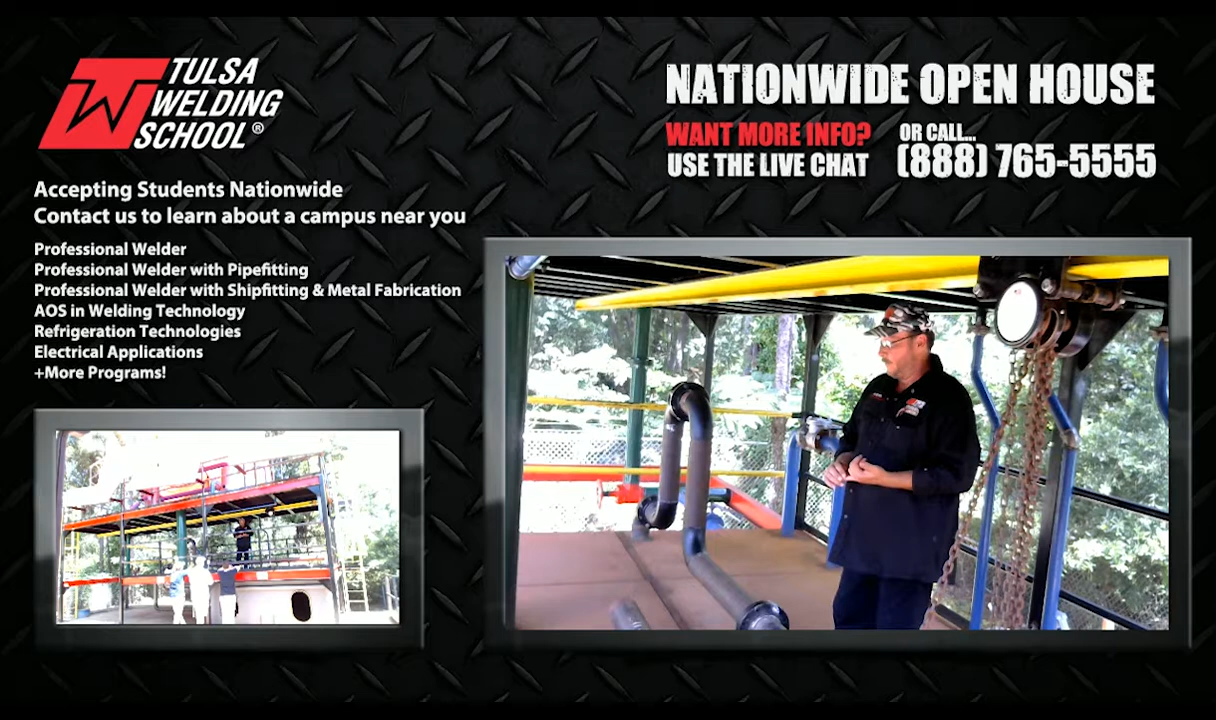 TULSA
WELDING
SCHOOL®
NATIONWIDE OPEN HOUSE
WANT MORE INFO?
USE THE LIVE CHAT
OR CALL...
(888) 765-5555
Accepting Students Nationwide
Contact us to learn about a campus near you
Professional Welder
Professional Welder with Pipefitting
Professional Welder with Shipfitting & Metal Fabrication
AOS in Welding Technology
Refrigeration Technologies
Electrical Applications
+More Programs!